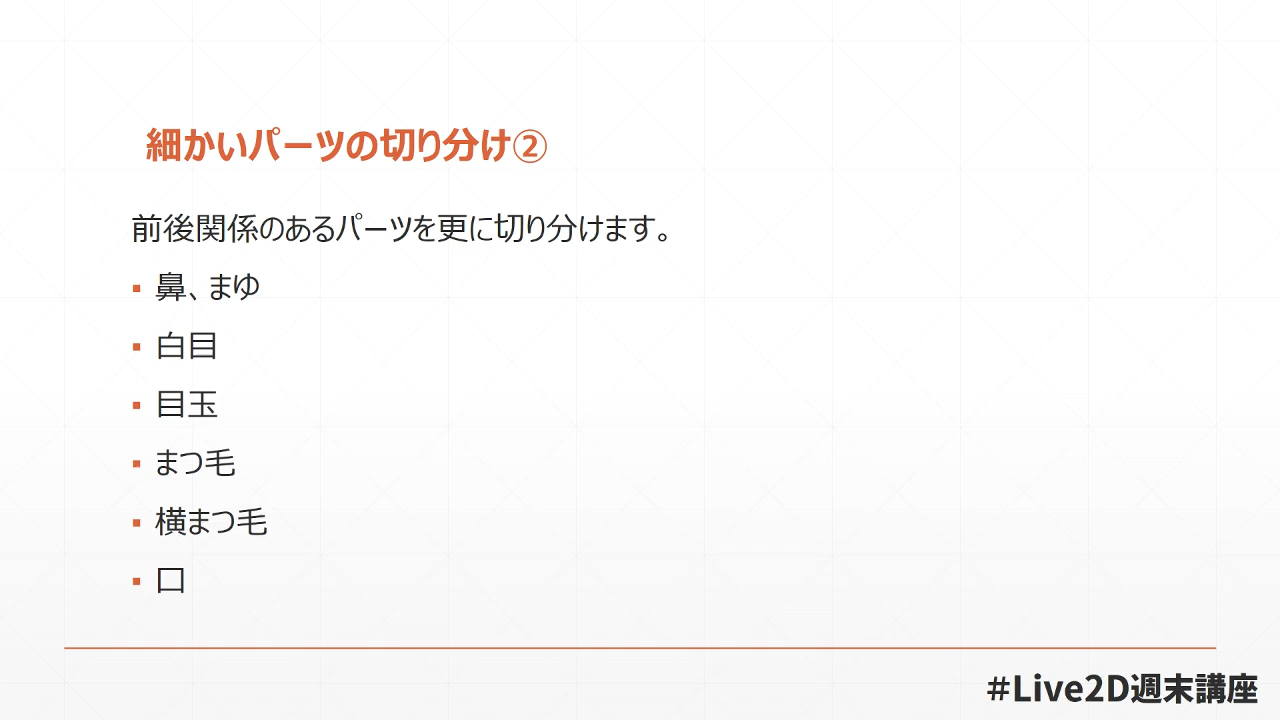 細かいパーツの切り分け②
前後関係のあるパーツを更に切り分けます。
▪ 鼻、まゆ
▪ 白目
▪ 目玉
▪ まつ毛
▪ 横まつ毛
▪ 口
#Live2D週末講座